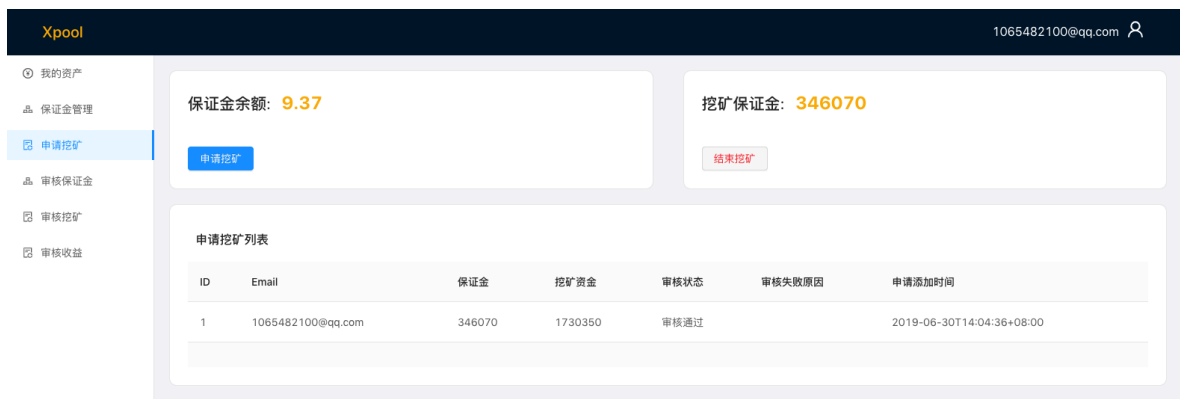 Xpool
1065482100@qq.com
我的资产
保证金管理
申请挖矿
审核保证金
审核挖矿
审核收益
保证金余额: 9.37
申请挖矿
挖矿保证金: 346070
结束挖矿
申请挖矿列表
ID Email 保证金 挖矿资金 审核状态 审核失败原因 申请添加时间
1 1065482100@qq.com 346070 1730350 审核通过 2019-06-30T14:04:36+08:00